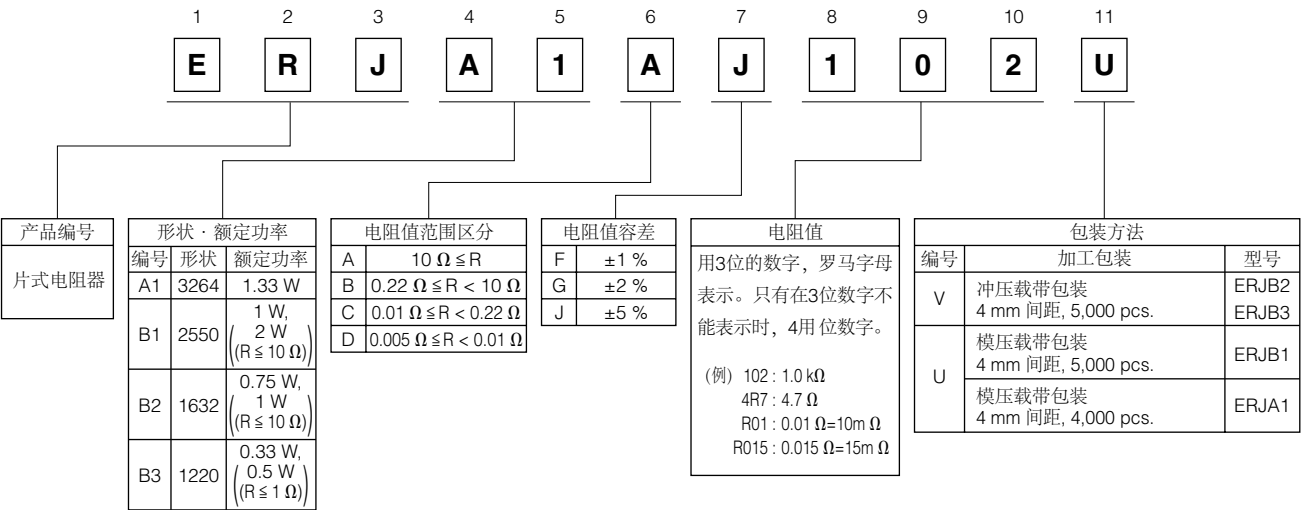 1 2 3 4 5 6 7 8 9 10 11
E R J A 1 A J 1 0 2 U
产品编号
片式电阻器
形状 · 额定功率
编号 形状 额定功率
A1 3264 1.33 W
B1 2550 1 W,
2 W
(R ≦ 10 Ω)
B2 1632 0.75 W,
1 W
(R ≦ 10 Ω)
B3 1220 0.33 W,
0.5 W
(R ≦ 1 Ω)
电阻值范围区分
A 10 Ω ≦ R
B 0.22 Ω ≦ R < 10 Ω
C 0.01 Ω ≦ R < 0.22 Ω
D 0.005 Ω ≦ R < 0.01 Ω
电阻值容差
F ±1 %
G ±2 %
J ±5 %
电阻值
用3位的数字，罗马字母
表示。只有在3位数字不
能表示时，4用位数字。
(例) 102 : 1.0 kΩ
4R7 : 4.7 Ω
R01 : 0.01 Ω=10m Ω
R015 : 0.015 Ω=15m Ω
包装方法
编号 加工包装 型号
V 冲压载带包装
4 mm 间距, 5,000 pcs.
ERJB2
ERJB3
U 模压载带包装
4 mm 间距, 5,000 pcs.
ERJB1
模压载带包装
4 mm 间距, 4,000 pcs.
ERJA1